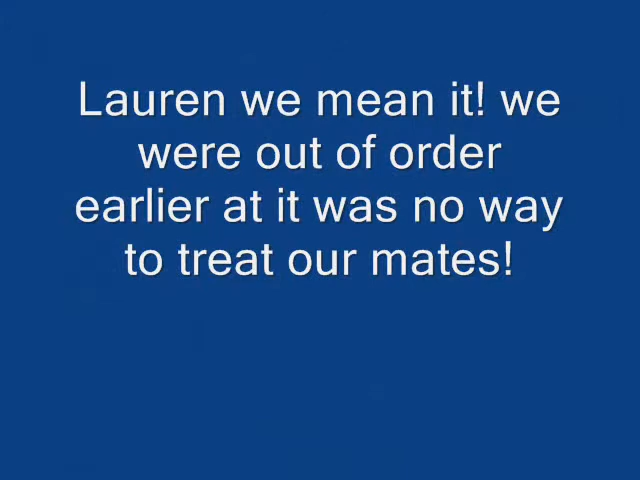 Lauren we mean it! we
were out of order
earlier at it was no way
to treat our mates!